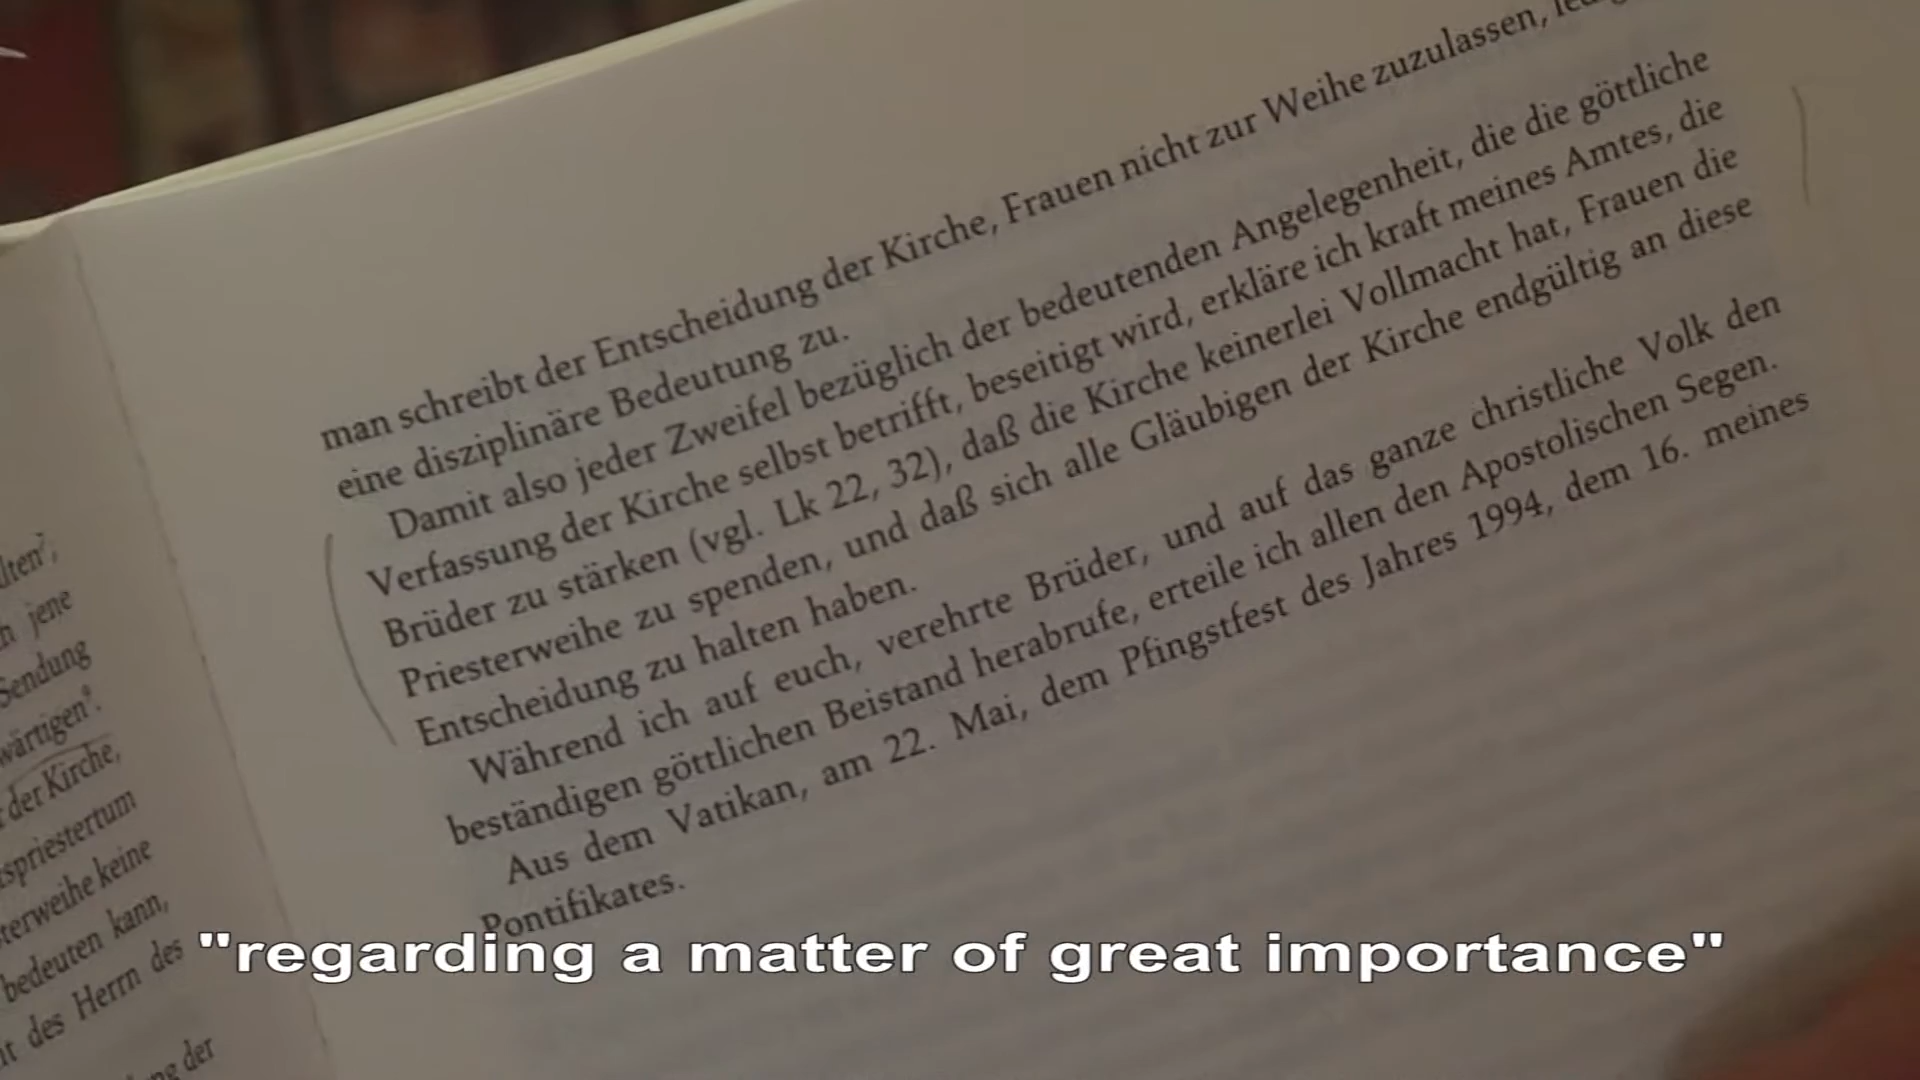 lten⁷,
jene
Sendung
wärtigen⁸.
der Kirche,
spriestertum
terweihe keine
bedeuten kann,
des Herrn des
der
man schreibt der Entscheidung der Kirche, Frauen nicht zur Weihe zuzulassen,
eine disziplinäre Bedeutung zu.
Damit also jeder Zweifel bezüglich der bedeutenden Angelegenheit, die die göttliche
Verfassung der Kirche selbst betrifft, beseitigt wird, erkläre ich kraft meines Amtes, die
Brüder zu stärken (vgl. Lk 22, 32), daß die Kirche keinerlei Vollmacht hat, Frauen die
Priesterweihe zu spenden, und daß sich alle Gläubigen der Kirche endgültig an diese
Entscheidung zu halten haben.
Während ich auf euch, verehrte Brüder, und auf das ganze christliche Volk den
beständigen göttlichen Beistand herabrufe, erteile ich allen den Apostolischen Segen.
Aus dem Vatikan, am 22. Mai, dem Pfingstfest des Jahres 1994, dem 16. meines
Pontifikates.
"regarding a matter of great importance"